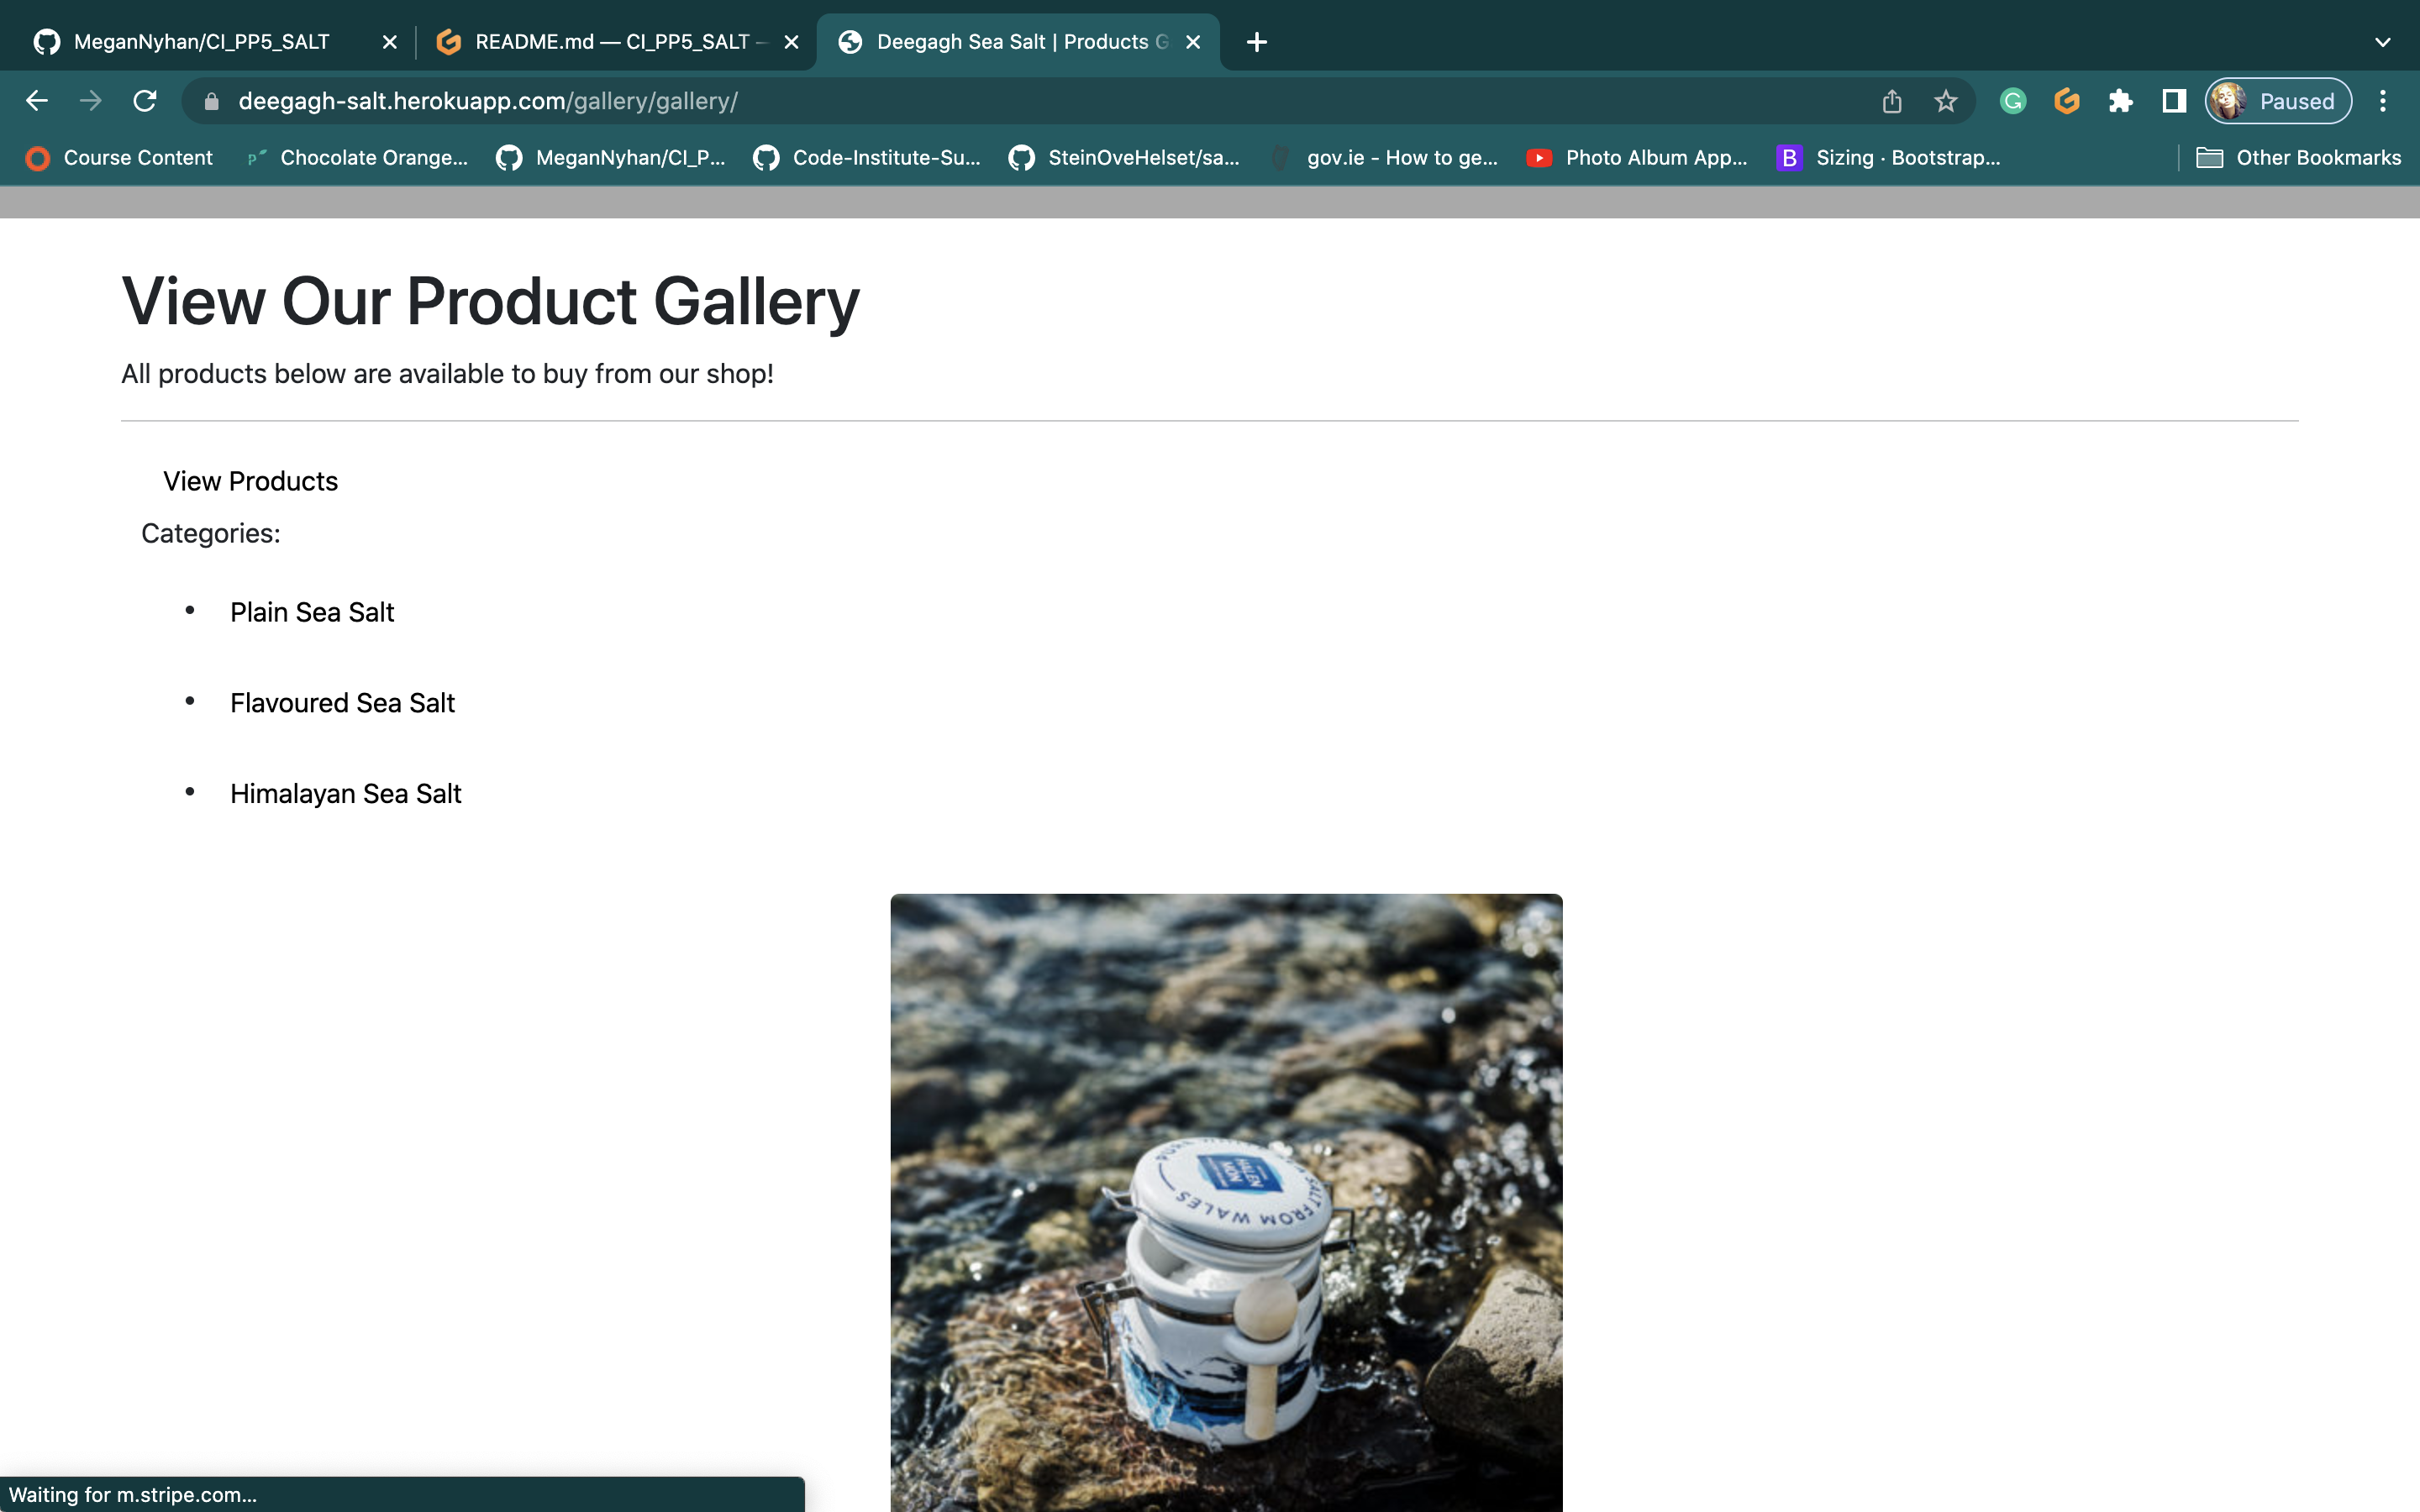 MeganNyhan/CI_PP5_SALT
README.md — CI_PP5_SALT –
Deegagh Sea Salt | Products G
deegagh-salt.herokuapp.com/gallery/gallery/
Paused
Course Content
Chocolate Orange...
MeganNyhan/CI_P...
Code-Institute-Su...
SteinOveHelset/sa...
gov.ie - How to ge...
Photo Album App...
B
Sizing · Bootstrap...
Other Bookmarks
View Our Product Gallery
All products below are available to buy from our shop!
View Products
Categories:
• Plain Sea Salt
• Flavoured Sea Salt
• Himalayan Sea Salt
HALEN
MÔN
SALT FROM WALES
Waiting for m.stripe.com...